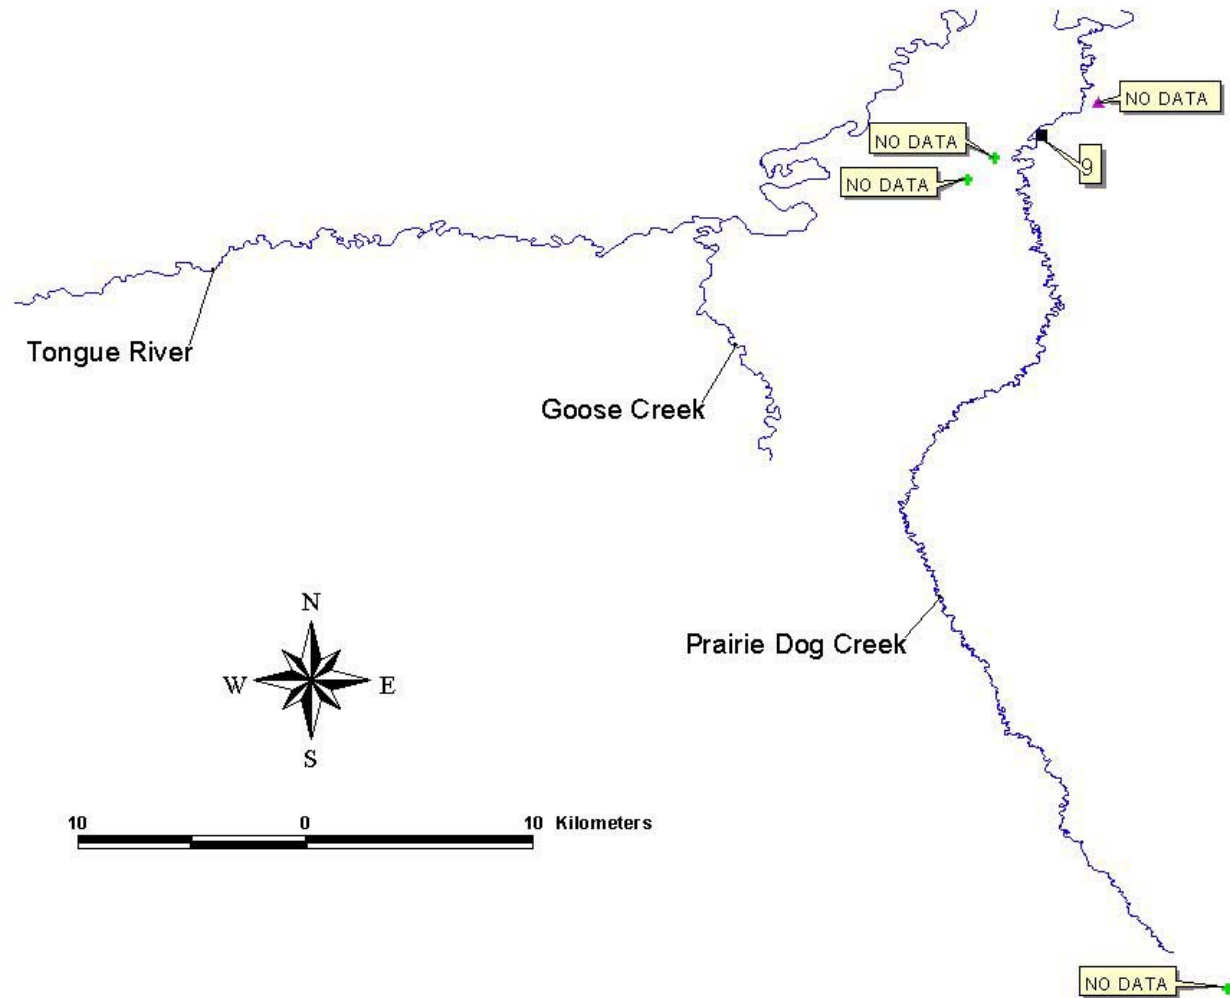 NO DATA
NO DATA
9
NO DATA
Tongue River
Goose Creek
N
Prairie Dog Creek
W E
S
10 0 10 Kilometers
NO DATA